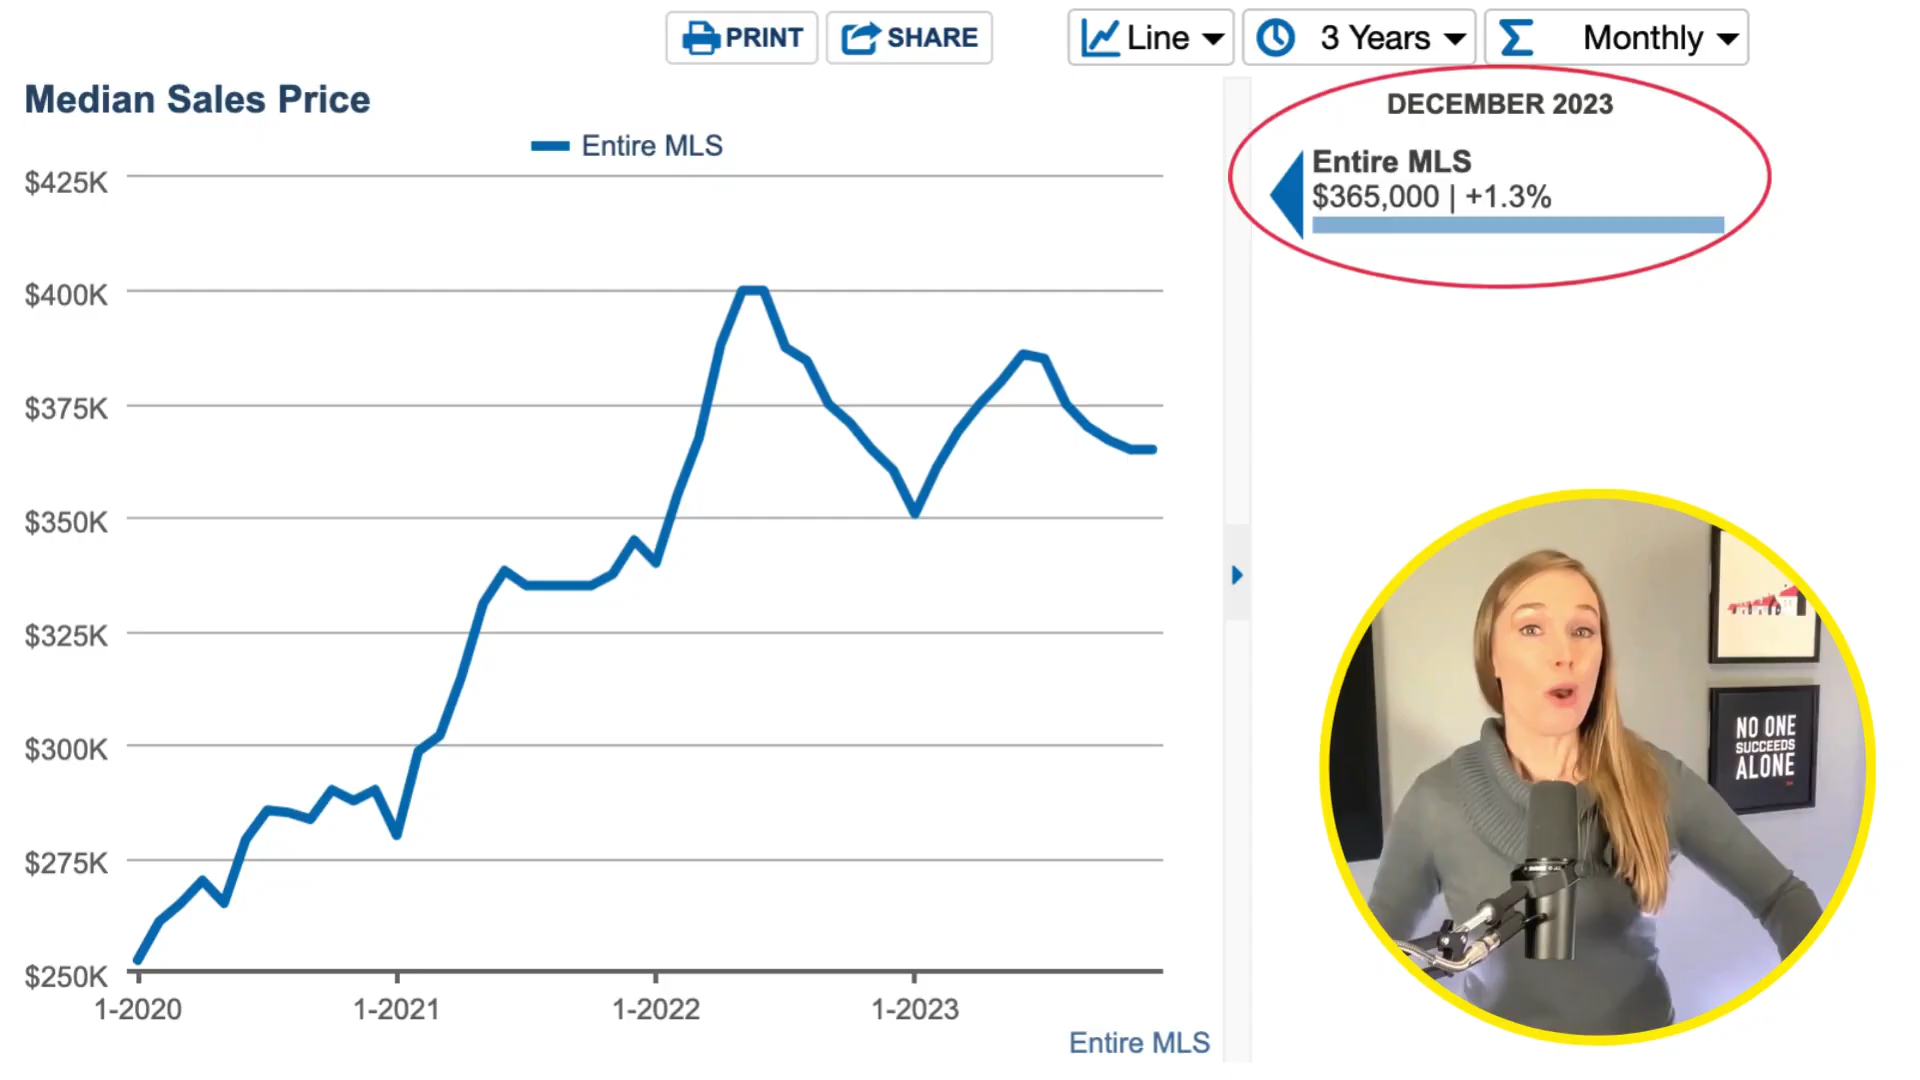 PRINT
SHARE
Line
3 Years
Monthly
Median Sales Price
Entire MLS
DECEMBER 2023
Entire MLS
$365,000 | +1.3%
$425K
$400K
$375K
$350K
$325K
$300K
$275K
$250K
1-2020
1-2021
1-2022
1-2023
Entire MLS
NO ONE
SUCCEEDS
ALONE